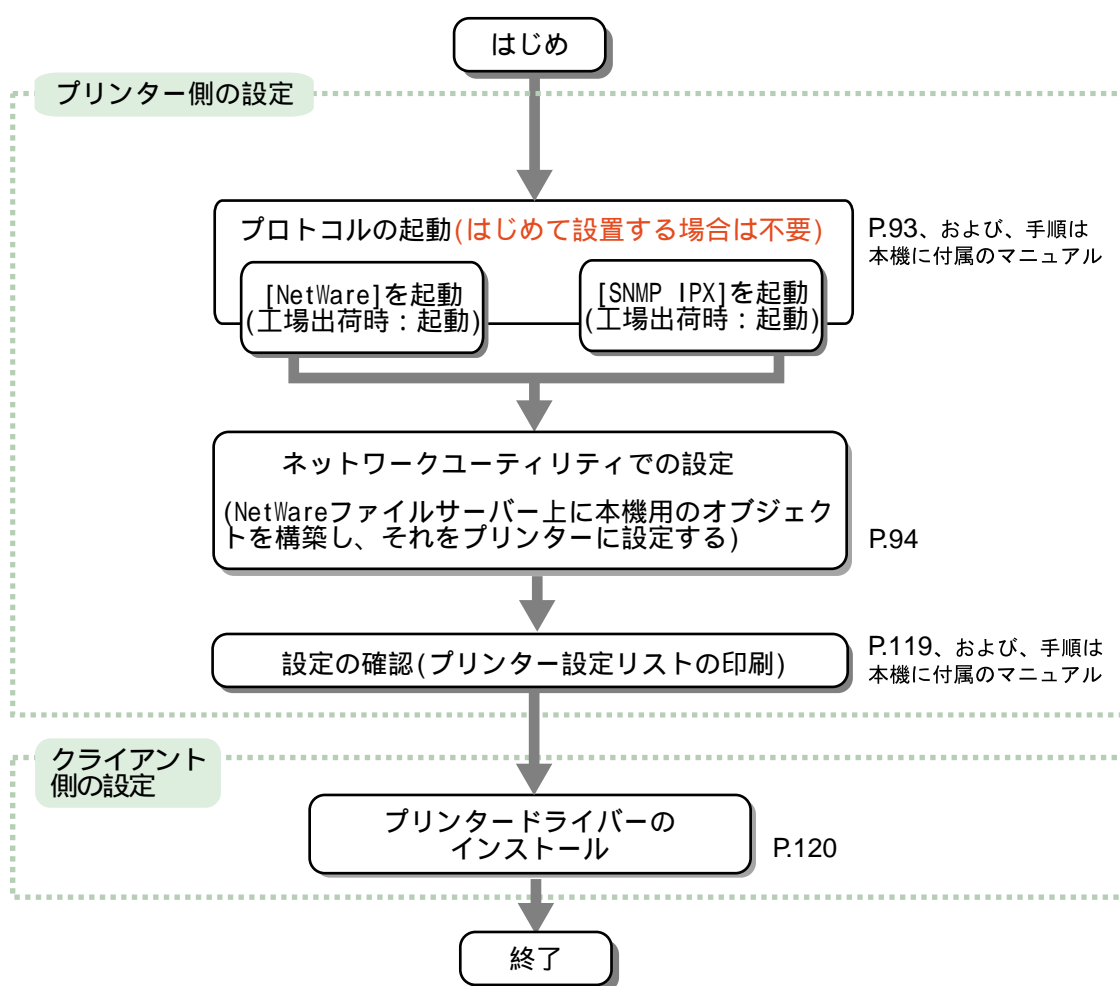 はじめ
プリンター側の設定
プロトコルの起動(はじめて設置する場合は不要)
P.93、および、手順は
本機に付属のマニュアル
[NetWare]を起動
(工場出荷時：起動)
[SNMP IPX]を起動
(工場出荷時：起動)
ネットワークユーティリティでの設定
(NetWareファイルサーバー上に本機用のオブジェク
トを構築し、それをプリンターに設定する)
P.94
設定の確認(プリンター設定リストの印刷)
P.119、および、手順は
本機に付属のマニュアル
クライアント
側の設定
プリンタードライバーの
インストール
P.120
終了